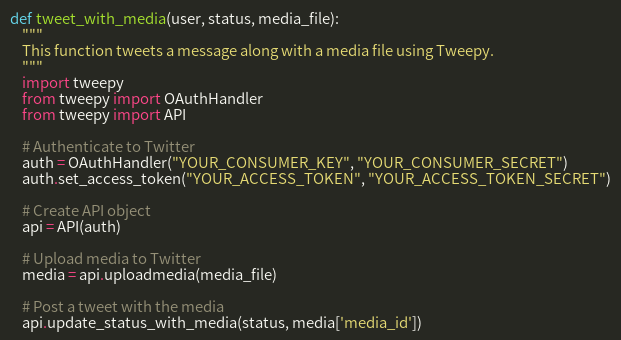 def tweet_with_media(user, status, media_file):
"""
This function tweets a message along with a media file using Tweepy.
"""
import tweepy
from tweepy import OAuthHandler
from tweepy import API
# Authenticate to Twitter
auth = OAuthHandler("YOUR_CONSUMER_KEY", "YOUR_CONSUMER_SECRET")
auth.set_access_token("YOUR_ACCESS_TOKEN", "YOUR_ACCESS_TOKEN_SECRET")
# Create API object
api = API(auth)
# Upload media to Twitter
media = api.uploadmedia(media_file)
# Post a tweet with the media
api.update_status_with_media(status, media['media_id'])